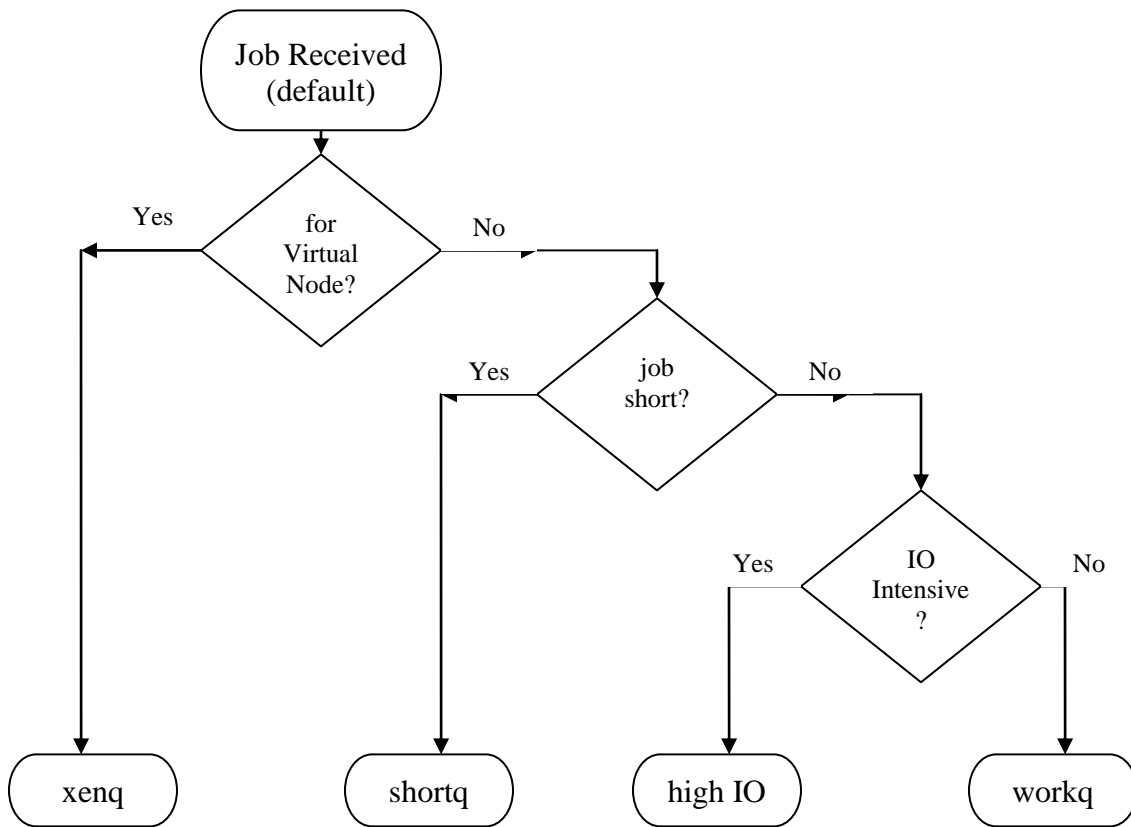 Job Received
(default)
Yes
for
Virtual
Node?
No
Yes
job
short?
No
Yes
IO
Intensive
?
No
xenq
shortq
high IO
workq